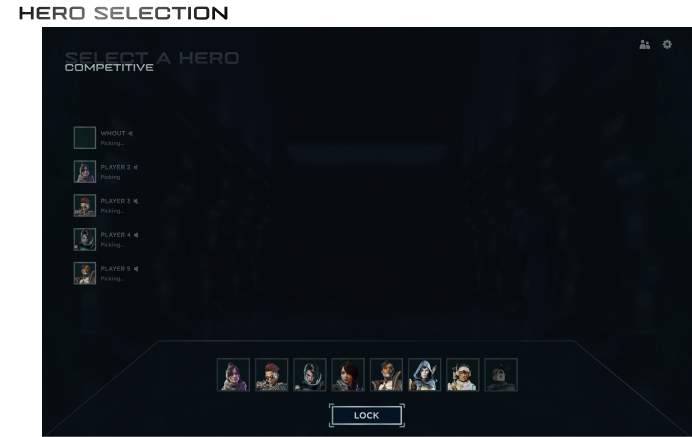 HERO SELECTION
SELECT A HERO
COMPETITIVE
WHOUT
Picking...
PLAYER 2
Picking
PLAYER 3
Picking...
PLAYER 4
Picking...
PLAYER 5
Picking...
LOCK